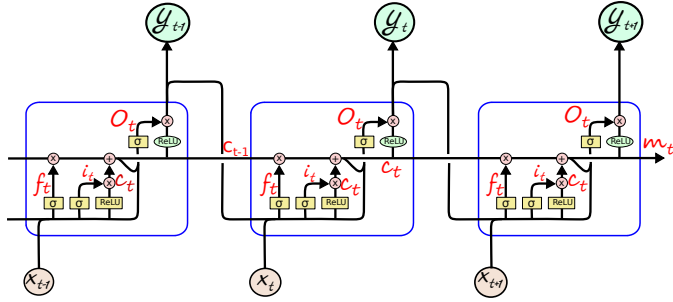 y t-1 y t y t+1
O t x O t x O t x
σ ReLU σ ReLU σ ReLU
c t-1 m t
x + x + x +
c t
f t i t x c t f t i t x c t f t i t x c t
σ σ ReLU σ σ ReLU σ σ ReLU
x t-1 x t x t+1